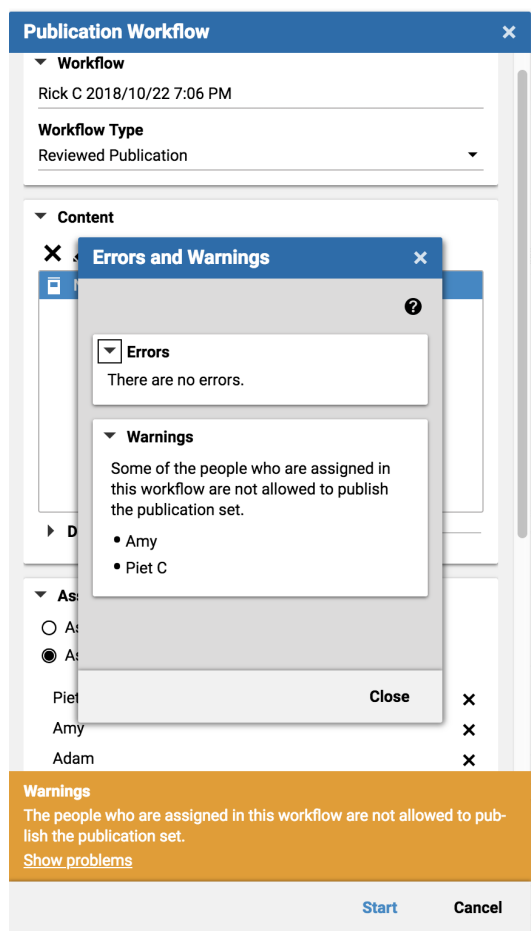 Publication Workflow
Workflow
Rick C 2018/10/22 7:06 PM
Workflow Type
Reviewed Publication
Content
Errors and Warnings
Errors
There are no errors.
Warnings
Some of the people who are assigned in
this workflow are not allowed to publish
the publication set.
• Amy
• Piet C
Close
Piet
Amy
Adam
Warnings
The people who are assigned in this workflow are not allowed to pub-
lish the publication set.
Show problems
Start Cancel